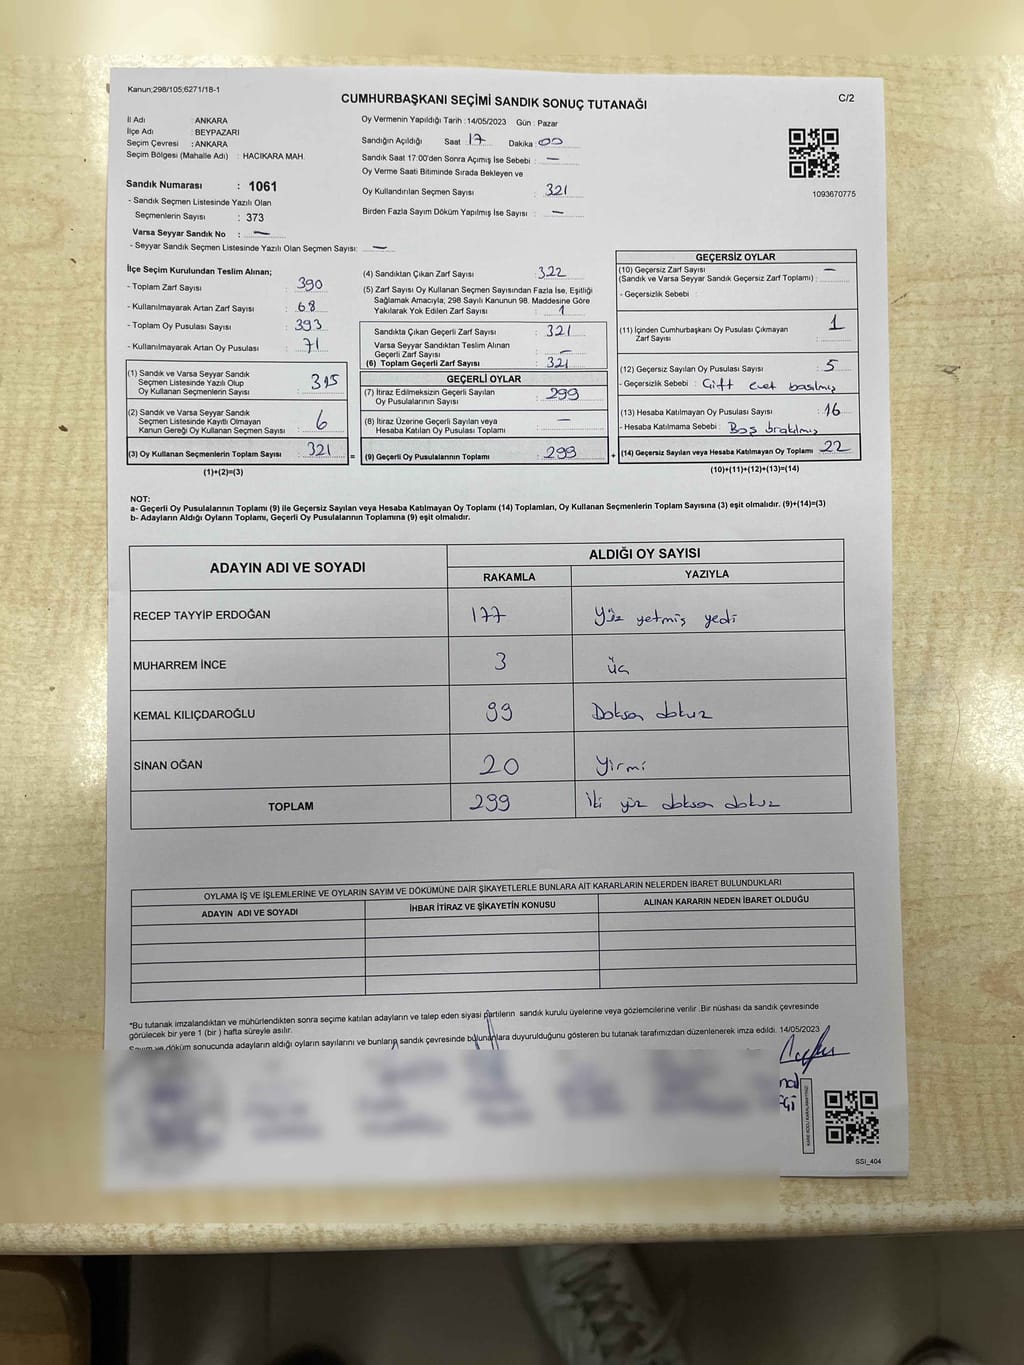 Kanun;298/105;6271/18-1
CUMHURBAŞKANI SEÇİMİ SANDIK SONUÇ TUTANAĞI
C/2
İl Adı : ANKARA
İlçe Adı : BEYPAZARI
Seçim Çevresi : ANKARA
Seçim Bölgesi (Mahalle Adı) : HACIKARA MAH.
Sandık Numarası : 1061
- Sandık Seçmen Listesinde Yazılı Olan
Seçmenlerin Sayısı : 373
Varsa Seyyar Sandık No : —
- Seyyar Sandık Seçmen Listesinde Yazılı Olan Seçmen Sayısı: —
Oy Vermenin Yapıldığı Tarih :14/05/2023 Gün : Pazar
Sandığın Açıldığı Saat 17 Dakika : 00
Sandık Saat 17:00'den Sonra Açmış İse Sebebi : —
Oy Verme Saati Bitiminde Sırada Bekleyen ve
Oy Kullandırılan Seçmen Sayısı : 321
Birden Fazla Sayım Döküm Yapılmış İse Sayısı : —
1093670775
İlçe Seçim Kurulundan Teslim Alınan;
- Toplam Zarf Sayısı : 390
- Kullanılmayarak Artan Zarf Sayısı : 68
- Toplam Oy Pusulası Sayısı : 393
- Kullanılmayarak Artan Oy Pusulası : 71
(1) Sandık ve Varsa Seyyar Sandık
Seçmen Listesinde Yazılı Olup
Oy Kullanan Seçmenlerin Sayısı : 315
(2) Sandık ve Varsa Seyyar Sandık
Seçmen Listesinde Kayıtlı Olmayan
Kanun Gereği Oy Kullanan Seçmen Sayısı : 6
(3) Oy Kullanan Seçmenlerin Toplam Sayısı : 321
(1)+(2)=(3)
(4) Sandıktan Çıkan Zarf Sayısı : 322
(5) Zarf Sayısı Oy Kullanan Seçmen Sayısından Fazla İse, Eşitliği
Sağlamak Amacıyla; 298 Sayılı Kanunun 98. Maddesine Göre
Yakılarak Yok Edilen Zarf Sayısı : 1
Sandıkta Çıkan Geçerli Zarf Sayısı : 321
Varsa Seyyar Sandıktan Teslim Alınan
Geçerli Zarf Sayısı : —
(6) Toplam Geçerli Zarf Sayısı : 321
=
GEÇERLİ OYLAR
(7) İtiraz Edilmeksizin Geçerli Sayılan
Oy Pusulalarının Sayısı : 299
(8) İtiraz Üzerine Geçerli Sayılan veya
Hesaba Katılan Oy Pusulası Toplamı : —
(9) Geçerli Oy Pusulalarının Toplamı : 299
+
GEÇERSİZ OYLAR
(10) Geçersiz Zarf Sayısı : —
(Sandık ve Varsa Seyyar Sandık Geçersiz Zarf Toplamı) :
- Geçersizlik Sebebi :
(11) İçinden Cumhurbaşkanı Oy Pusulası Çıkmayan
Zarf Sayısı : 1
(12) Geçersiz Sayılan Oy Pusulası Sayısı : 5
- Geçersizlik Sebebi : Çift evet basılmış
(13) Hesaba Katılmayan Oy Pusulası Sayısı : 16
- Hesaba Katılmama Sebebi : Boş bırakılmış
(14) Geçersiz Sayılan veya Hesaba Katılmayan Oy Toplamı 22
(10)+(11)+(12)+(13)=(14)
NOT:
a- Geçerli Oy Pusulalarının Toplamı (9) ile Geçersiz Sayılan veya Hesaba Katılmayan Oy Toplamı (14) Toplamları, Oy Kullanan Seçmenlerin Toplam Sayısına (3) eşit olmalıdır. (9)+(14)=(3)
b- Adayların Aldığı Oyların Toplamı, Geçerli Oy Pusulalarının Toplamına (9) eşit olmalıdır.
ADAYIN ADI VE SOYADI
ALDIĞI OY SAYISI
RAKAMLA YAZIYLA
RECEP TAYYİP ERDOĞAN 177 Yüz yetmiş yedi
MUHARREM İNCE 3 üç
KEMAL KILIÇDAROĞLU 99 Doksan dokuz
SİNAN OĞAN 20 Yirmi
TOPLAM 299 İki yüz doksan dokuz
OYLAMA İŞ VE İŞLEMLERİNE VE OYLARIN SAYIM VE DÖKÜMÜNE DAİR ŞİKAYETLERLE BUNLARA AİT KARARLARIN NELERDEN İBARET BULUNDUKLARI
ADAYIN ADI VE SOYADI İHBAR İTİRAZ VE ŞİKAYETİN KONUSU ALINAN KARARIN NEDEN İBARET OLDUĞU
*Bu tutanak imzalandıktan ve mühürlendikten sonra seçime katılan adayların ve talep eden siyasi partilerin sandık kurulu üyelerine veya gözlemcilerine verilir .Bir nüshası da sandık çevresinde
görülecek bir yere 1 (bir ) hafta süreyle asılır.
Sayım ve döküm sonucunda adayların aldığı oyların sayılarını ve bunların sandık çevresinde bulunanlara duyurulduğunu gösteren bu tutanak tarafımızdan düzenlenerek imza edildi. 14/05/2023
SSİ_404